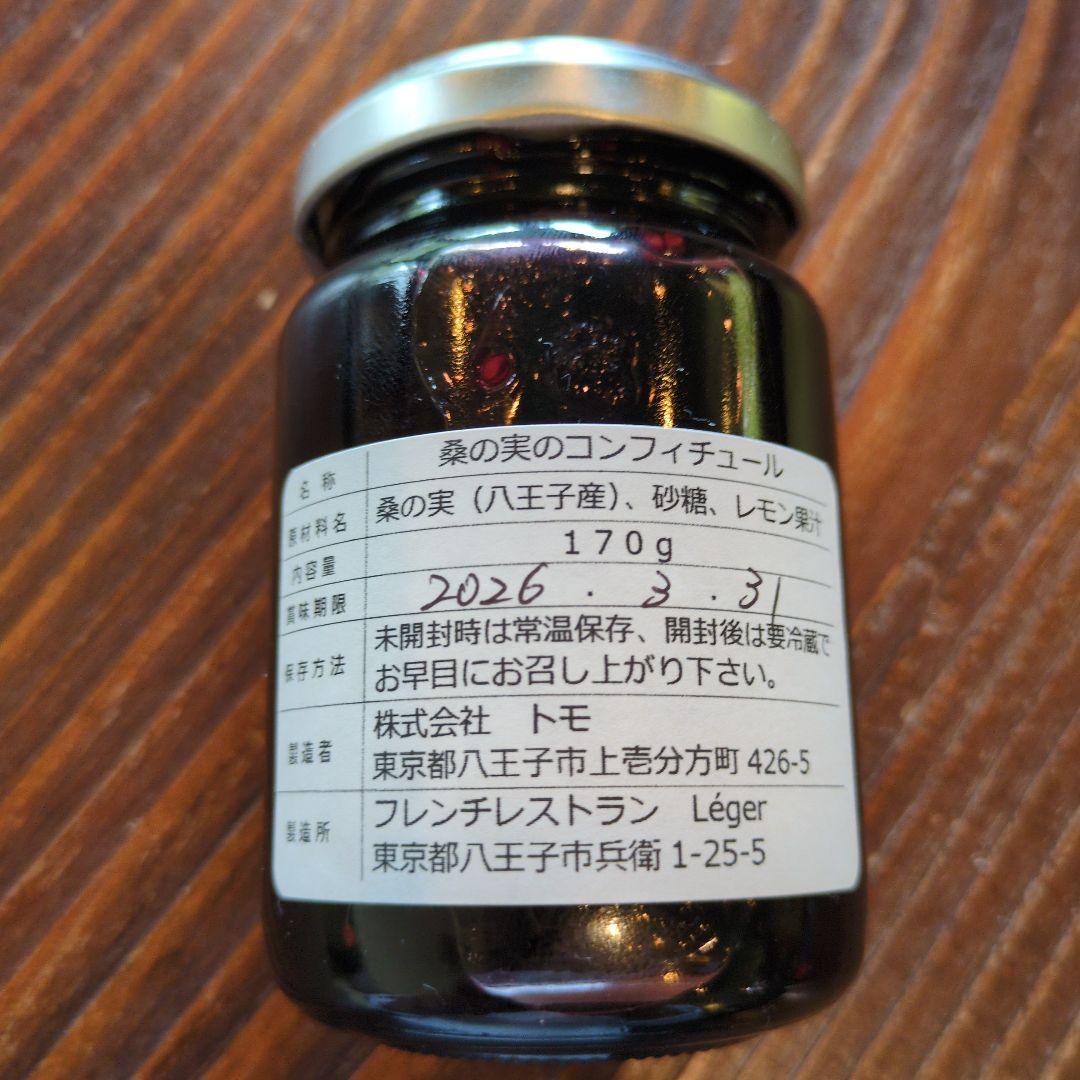 名称 桑の実のコンフィチュール
原材料名 桑の実（八王子産）、砂糖、レモン果汁
内容量 170g
賞味期限 2026.3.31
保存方法 未開封時は常温保存、開封後は要冷蔵で
お早目にお召し上がり下さい。
製造者 株式会社 トモ
東京都八王子市上壱分方町 426-5
製造所 フレンチレストラン Léger
東京都八王子市兵衛 1-25-5